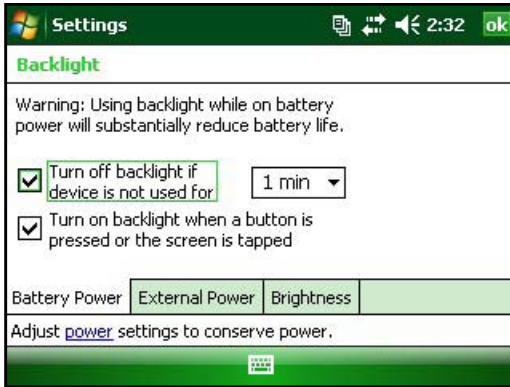 Settings 2:32 ok
Backlight
Warning: Using backlight while on battery
power will substantially reduce battery life.
Turn off backlight if
device is not used for
1 min
Turn on backlight when a button is
pressed or the screen is tapped
Battery Power External Power Brightness
Adjust power settings to conserve power.